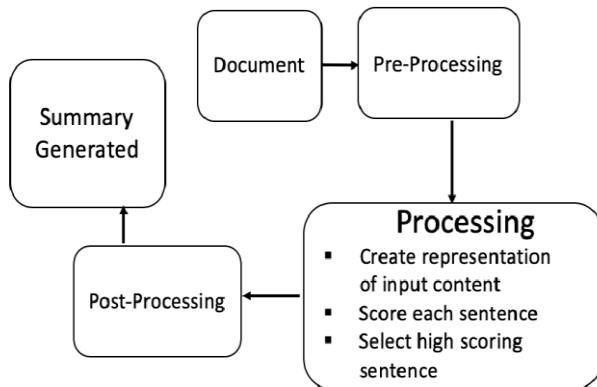 Document
Pre-Processing
Summary
Generated
Processing
▪ Create representation
of input content
▪ Score each sentence
▪ Select high scoring
sentence
Post-Processing